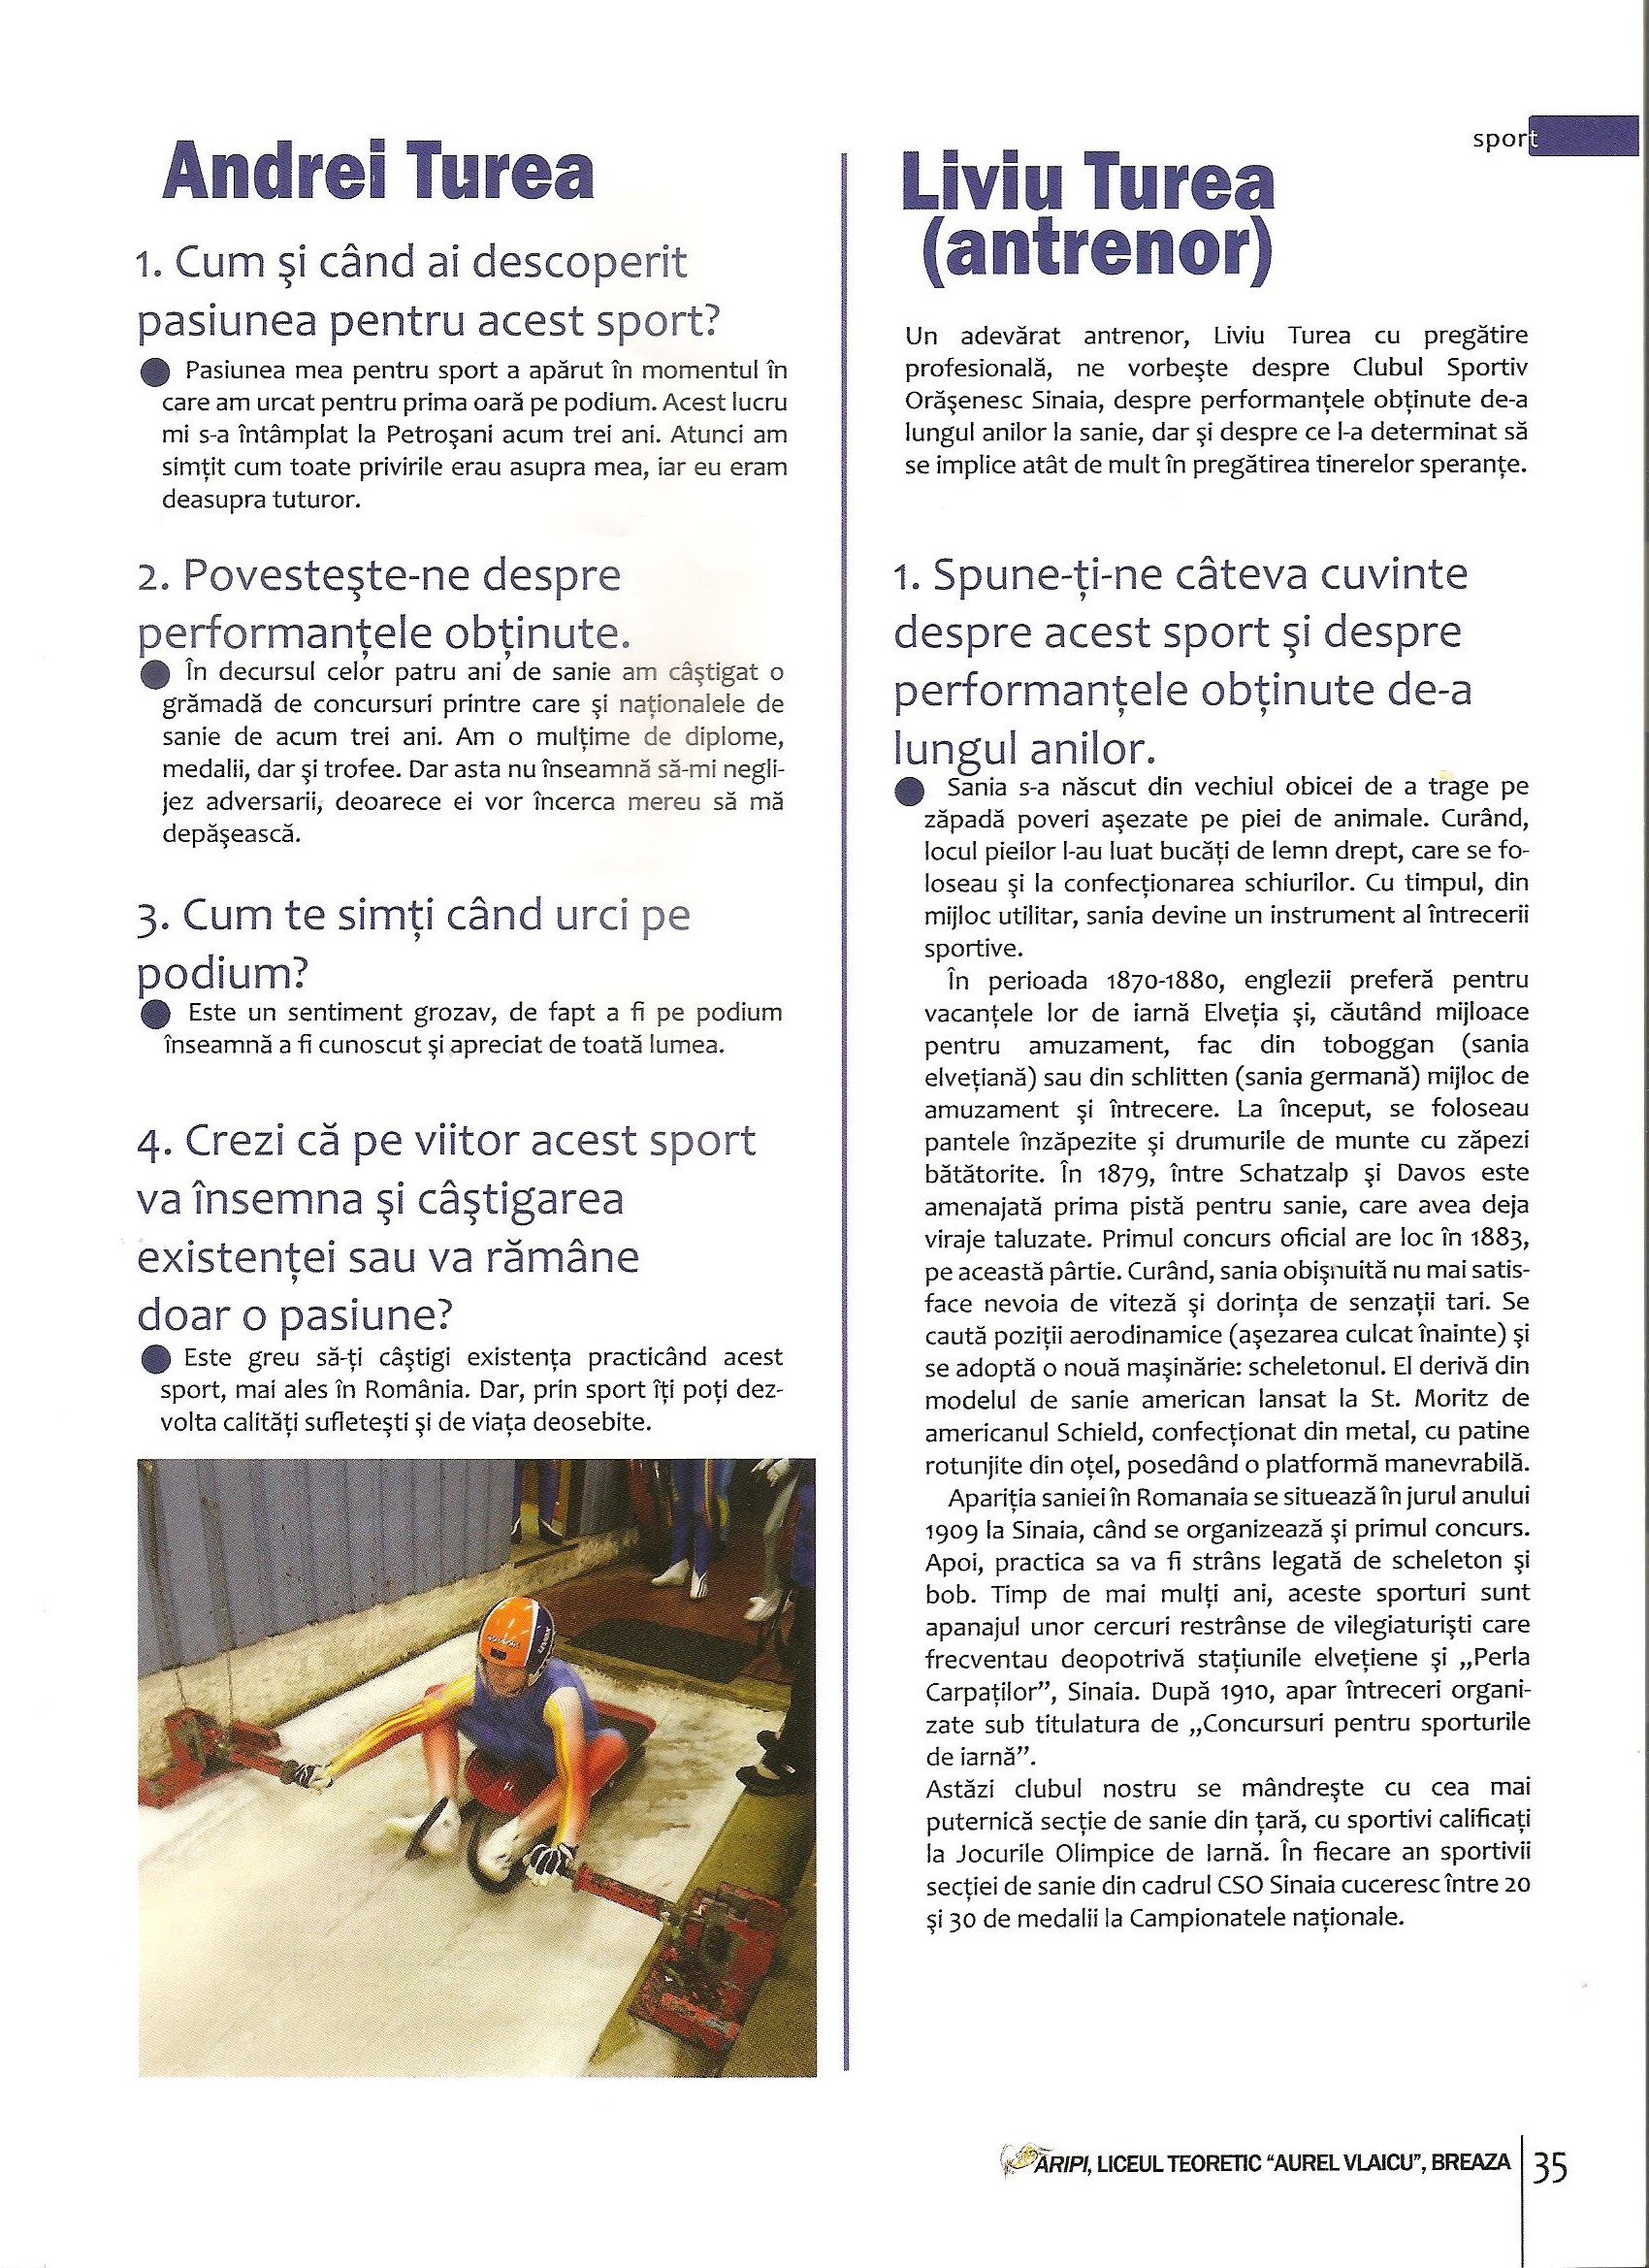 sport
Andrei Turea
1. Cum şi când ai descoperit
pasiunea pentru acest sport?
Pasiunea mea pentru sport a apărut în momentul în
care am urcat pentru prima oară pe podium. Acest lucru
mi s-a întâmplat la Petroşani acum trei ani. Atunci am
simţit cum toate privirile erau asupra mea, iar eu eram
deasupra tuturor.
2. Povesteşte-ne despre
performanţele obţinute.
În decursul celor patru ani de sanie am câştigat o
grămadă de concursuri printre care şi naţionalele de
sanie de acum trei ani. Am o mulţime de diplome,
medalii, dar şi trofee. Dar asta nu înseamnă să-mi negli-
jez adversarii, deoarece ei vor încerca mereu să mă
depăşească.
3. Cum te simţi când urci pe
podium?
Este un sentiment grozav, de fapt a fi pe podium
înseamnă a fi cunoscut şi apreciat de toată lumea.
4. Crezi că pe viitor acest sport
va însemna şi câştigarea
existenţei sau va rămâne
doar o pasiune?
Este greu să-ţi câştigi existenţa practicând acest
sport, mai ales în România. Dar, prin sport îţi poţi dez-
volta calităţi sufleteşti şi de viaţa deosebite.
Liviu Turea
(antrenor)
Un adevărat antrenor, Liviu Turea cu pregătire
profesională, ne vorbeşte despre Clubul Sportiv
Orăşenesc Sinaia, despre performanţele obţinute de-a
lungul anilor la sanie, dar şi despre ce l-a determinat să
se implice atât de mult în pregătirea tinerelor speranţe.
1. Spune-ţi-ne câteva cuvinte
despre acest sport şi despre
performanţele obţinute de-a
lungul anilor.
Sania s-a născut din vechiul obicei de a trage pe
zăpadă poveri aşezate pe piei de animale. Curând,
locul pieilor l-au luat bucăţi de lemn drept, care se fo-
loseau şi la confecţionarea schiurilor. Cu timpul, din
mijloc utilitar, sania devine un instrument al întrecerii
sportive.
În perioada 1870-1880, englezii preferă pentru
vacanţele lor de iarnă Elveţia şi, căutând mijloace
pentru amuzament, fac din toboggan (sania
elveţiană) sau din schlitten (sania germană) mijloc de
amuzament şi întrecere. La început, se foloseau
pantele înzăpezite şi drumurile de munte cu zăpezi
bătătorite. În 1879, între Schatzalp şi Davos este
amenajată prima pistă pentru sanie, care avea deja
viraje taluzate. Primul concurs oficial are loc în 1883,
pe această pârtie. Curând, sania obişnuită nu mai satis-
face nevoia de viteză şi dorinţa de senzaţii tari. Se
caută poziţii aerodinamice (aşezarea culcat înainte) şi
se adoptă o nouă maşinărie: scheletonul. El derivă din
modelul de sanie american lansat la St. Moritz de
americanul Schield, confecţionat din metal, cu patine
rotunjite din oţel, posedând o platformă manevrabilă.
Apariţia saniei în Romanaia se situează în jurul anului
1909 la Sinaia, când se organizează şi primul concurs.
Apoi, practica sa va fi strâns legată de scheleton şi
bob. Timp de mai mulţi ani, aceste sporturi sunt
apanajul unor cercuri restrânse de vilegiaturişti care
frecventau deopotrivă staţiunile elveţiene şi „Perla
Carpaţilor”, Sinaia. După 1910, apar întreceri organi-
zate sub titulatura de „Concursuri pentru sporturile
de iarnă”.
Astăzi clubul nostru se mândreşte cu cea mai
puternică secţie de sanie din ţară, cu sportivi calificaţi
la Jocurile Olimpice de Iarnă. În fiecare an sportivii
secţiei de sanie din cadrul CSO Sinaia cuceresc între 20
şi 30 de medalii la Campionatele naţionale.
ARIPI, LICEUL TEORETIC “AUREL VLAICU”, BREAZA 35